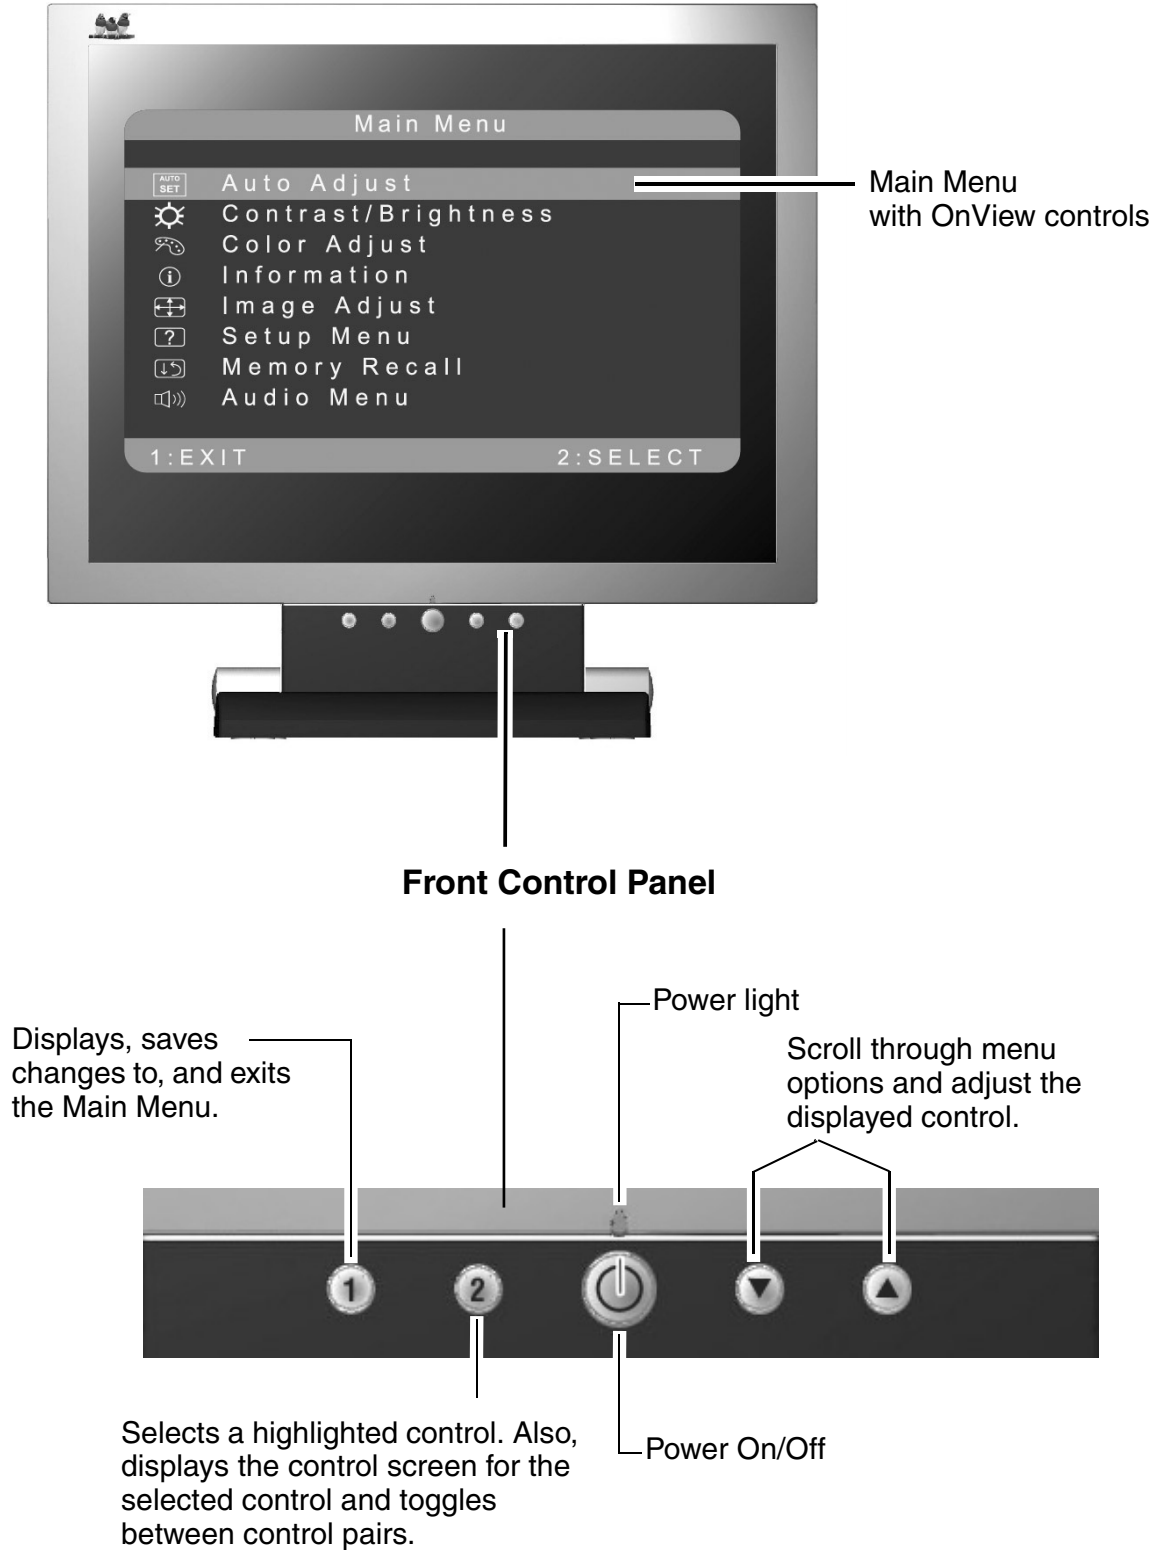 Main Menu
AUTO
SET
Auto Adjust
Contrast/Brightness
Color Adjust
Information
Image Adjust
Setup Menu
Memory Recall
Audio Menu
1:EXIT 2:SELECT
Main Menu
with OnView controls
Front Control Panel
Power light
Displays, saves
changes to, and exits
the Main Menu.
Scroll through menu
options and adjust the
displayed control.
1
2
Selects a highlighted control. Also,
displays the control screen for the
selected control and toggles
between control pairs.
Power On/Off